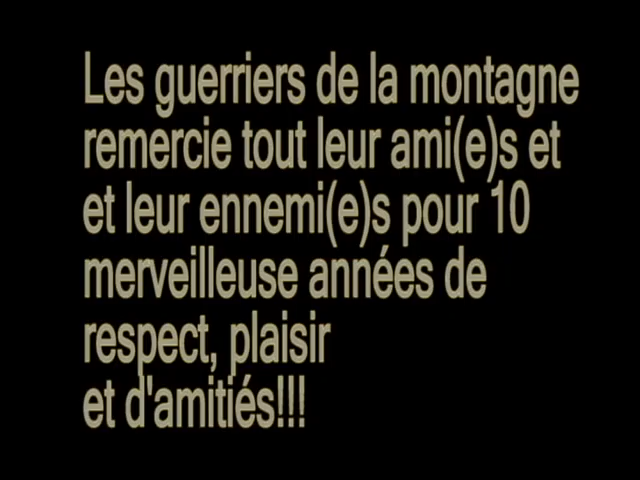 Les guerriers de la montagne
remercie tout leur ami(e)s et
et leur ennemi(e)s pour 10
merveilleuse années de
respect, plaisir
et d'amitiés!!!